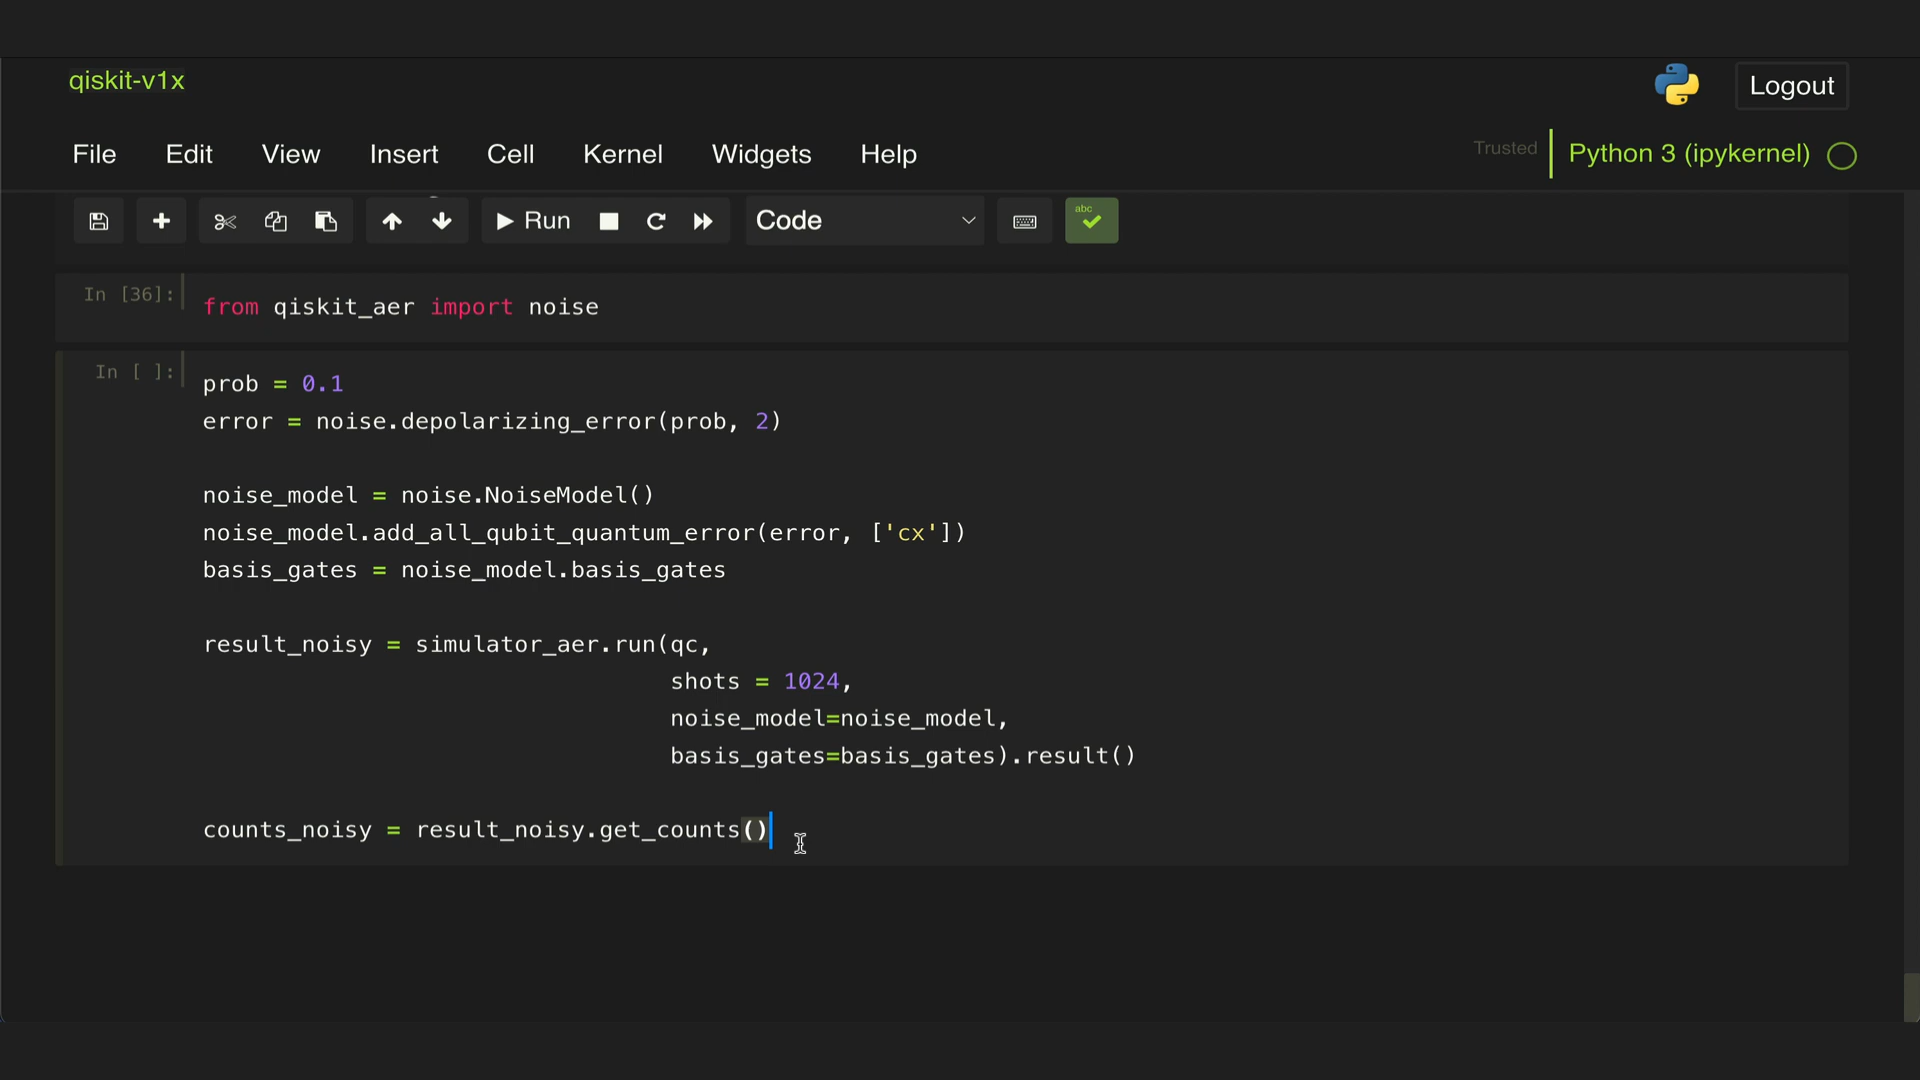 qiskit-v1x
Logout
File Edit View Insert Cell Kernel Widgets Help
Trusted Python 3 (ipykernel)
Run Code abc
In [36]: from qiskit_aer import noise
In [ ]: prob = 0.1
error = noise.depolarizing_error(prob, 2)
noise_model = noise.NoiseModel()
noise_model.add_all_qubit_quantum_error(error, ['cx'])
basis_gates = noise_model.basis_gates
result_noisy = simulator_aer.run(qc,
shots = 1024,
noise_model=noise_model,
basis_gates=basis_gates).result()
counts_noisy = result_noisy.get_counts()